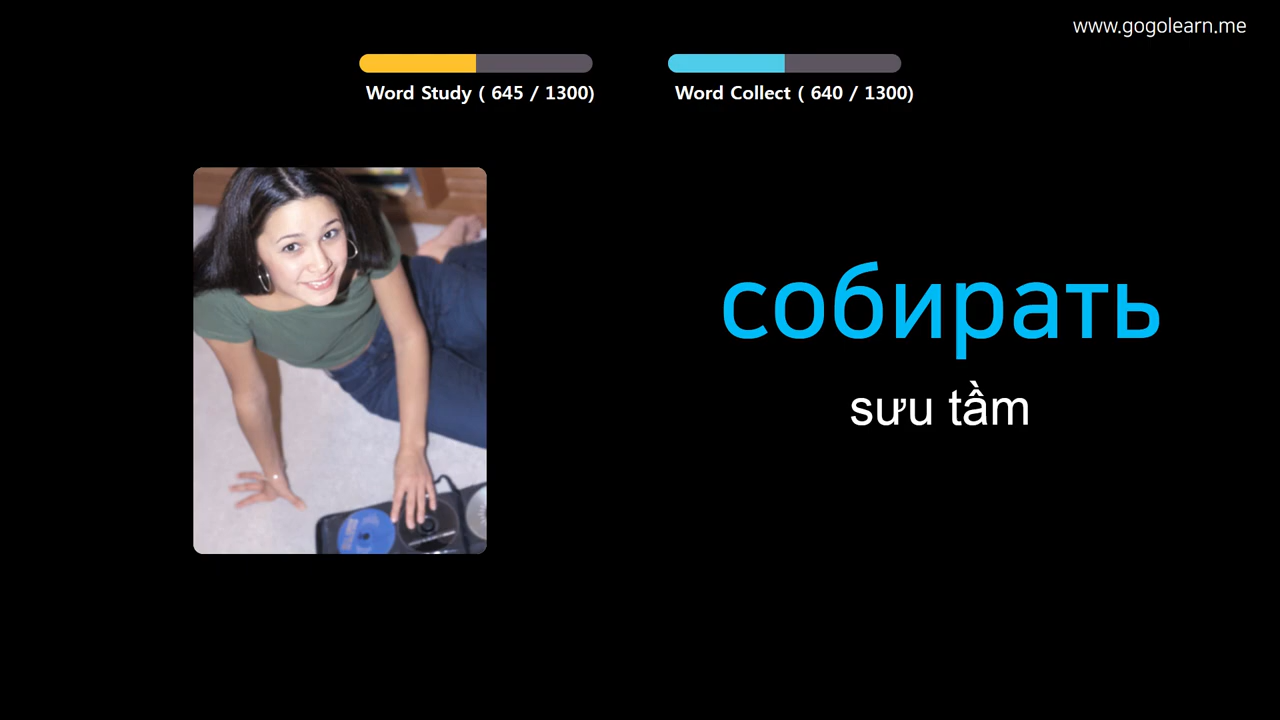 www.gogolearn.me
Word Study ( 645 / 1300)
Word Collect ( 640 / 1300)
собирать
sưu tầm